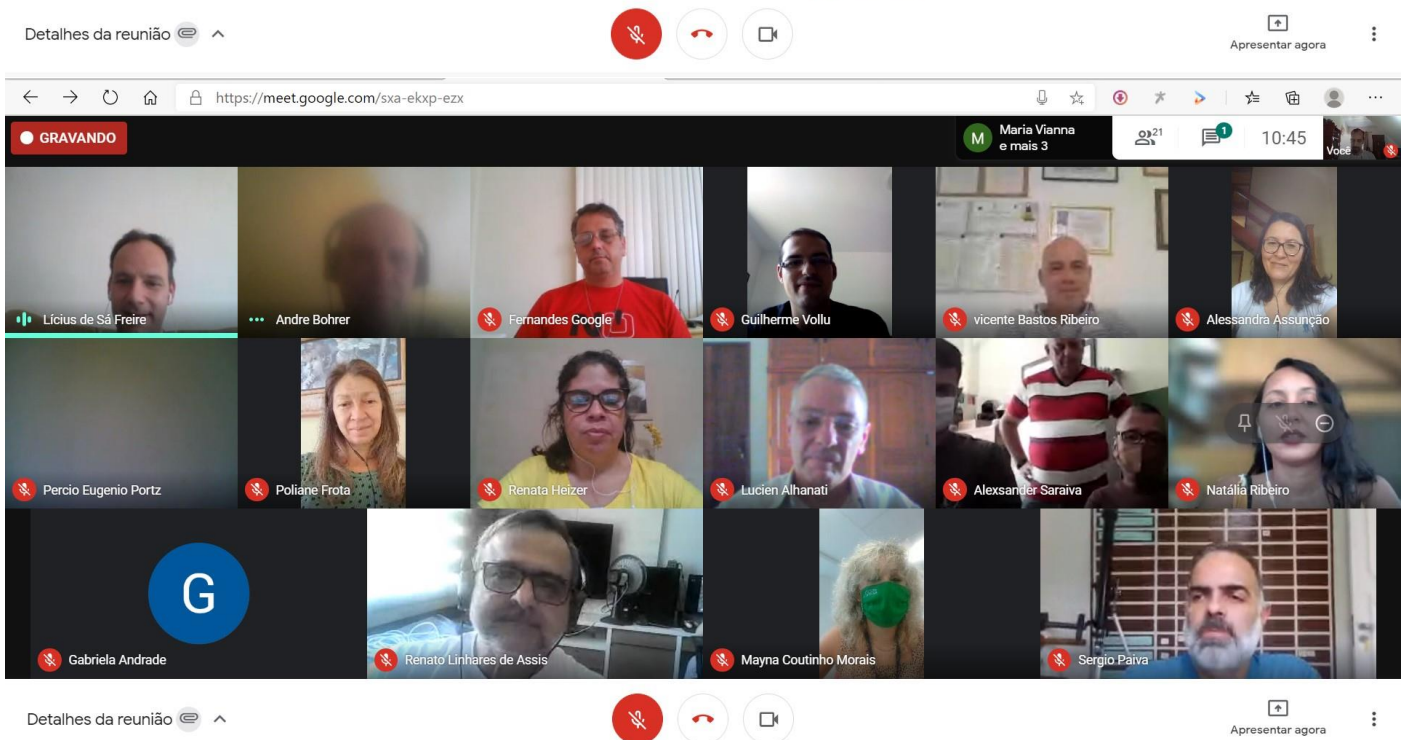 Detalhes da reunião
Apresentar agora
https://meet.google.com/sxa-ekxp-ezx
GRAVANDO
M
Maria Vianna
e mais 3
21
1
10:45
Você
Lícius de Sá Freire
Andre Bohrer
Fernandes Google
Guilherme Vollu
vicente Bastos Ribeiro
Alessandra Assunção
Percio Eugenio Portz
Poliane Frota
Renata Heizer
Lucien Alhanati
Alexsander Saraiva
Natália Ribeiro
G
Gabriela Andrade
Renato Linhares de Assis
Mayna Coutinho Morais
Sergio Paiva
Detalhes da reunião
Apresentar agora